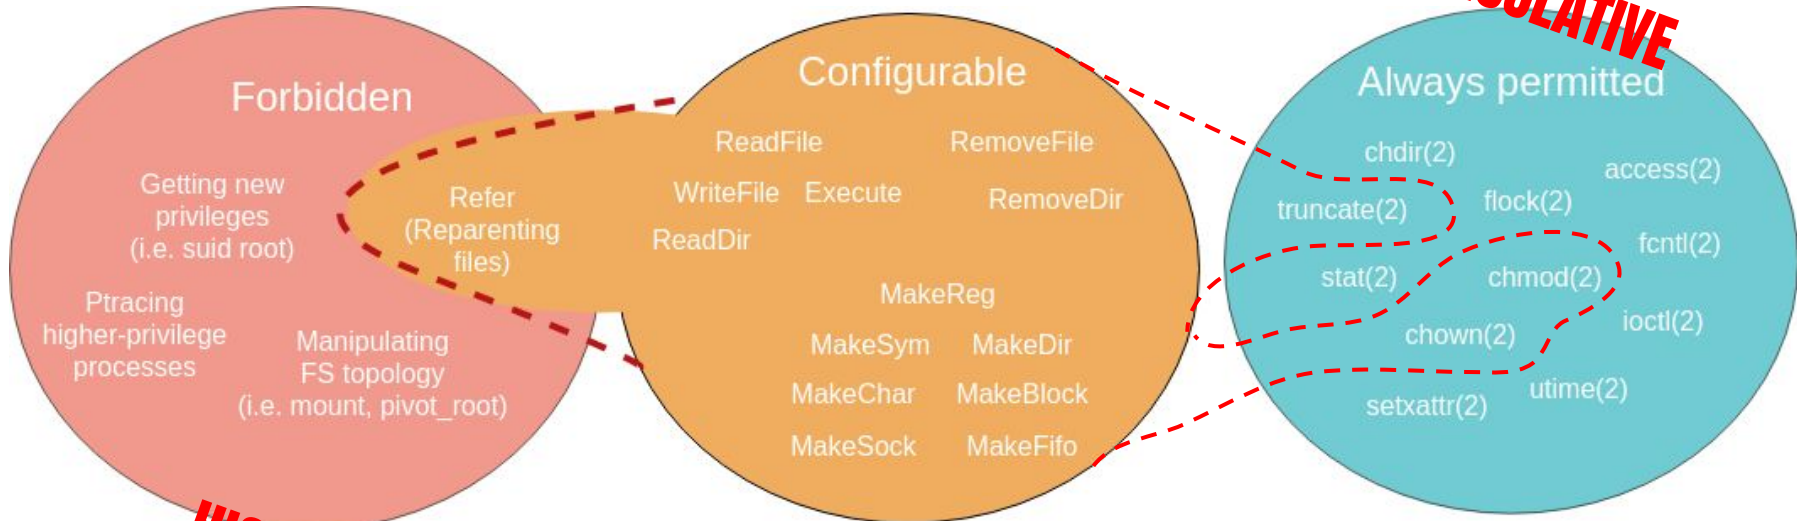 Forbidden
Getting new
privileges
(i.e. suid root)
Ptracing
higher-privilege
processes
Manipulating
FS topology
(i.e. mount, pivot_root)
Refer
(Reparenting
files)
Configurable
ReadFile
RemoveFile
WriteFile
Execute
RemoveDir
ReadDir
MakeReg
MakeSym
MakeDir
MakeChar
MakeBlock
MakeSock
MakeFifo
Always permitted
chdir(2)
access(2)
truncate(2)
flock(2)
fcntl(2)
stat(2)
chmod(2)
chown(2)
ioctl(2)
utime(2)
setxattr(2)